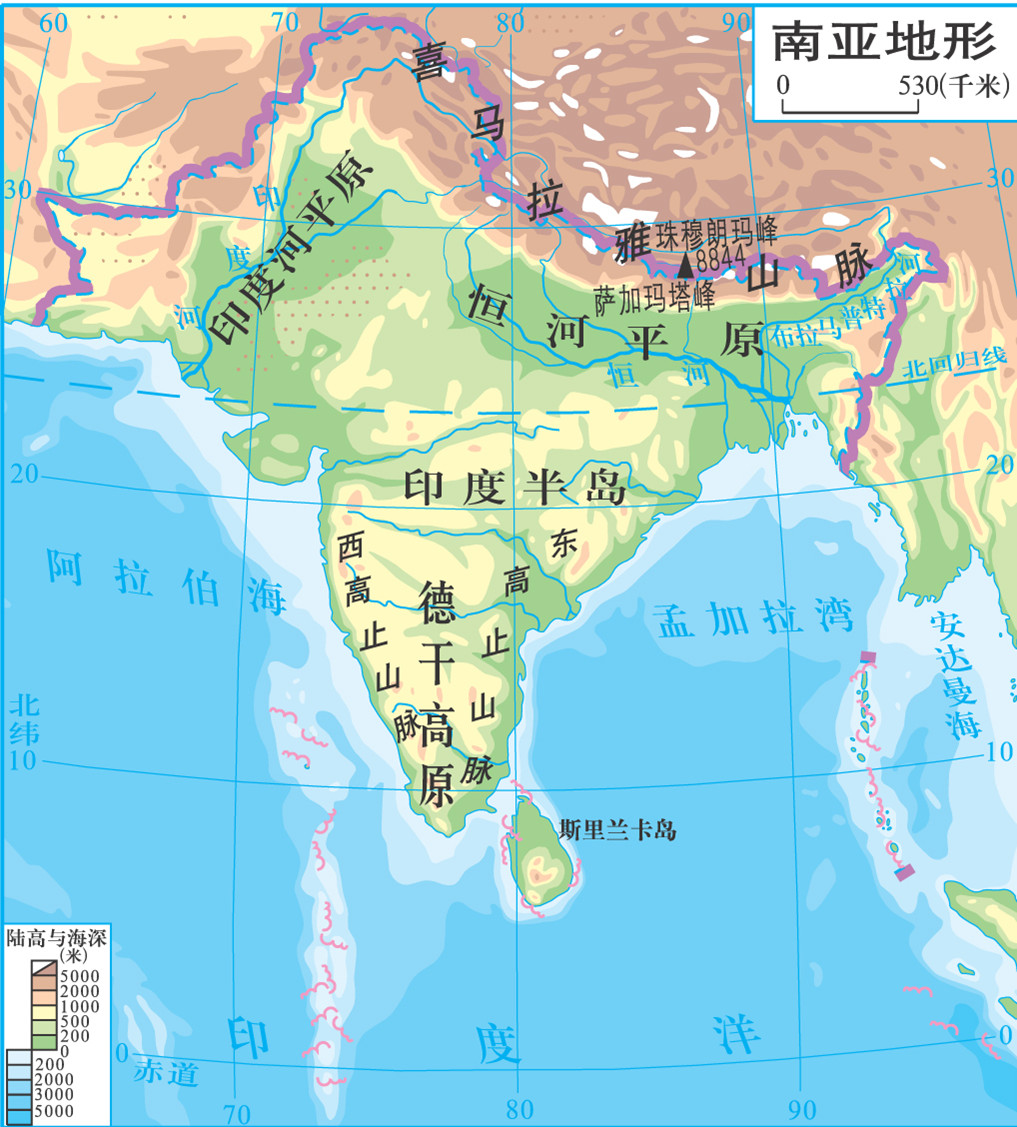 60
70
80
90
南亚地形
0 530(千米)
喜马拉雅山脉
30
30
印度河
印度河平原
珠穆朗玛峰
8844
萨加玛塔峰
恒河平原
恒河
布拉马普特拉河
北回归线
20
20
印度半岛
阿拉伯海
西高止山脉
德干高原
东高止山脉
孟加拉湾
安达曼海
北纬
10
10
斯里兰卡岛
陆高与海深
(米)
5000
2000
1000
500
200
0
200
2000
3000
5000
印度洋
0
赤道
0
70
80
90